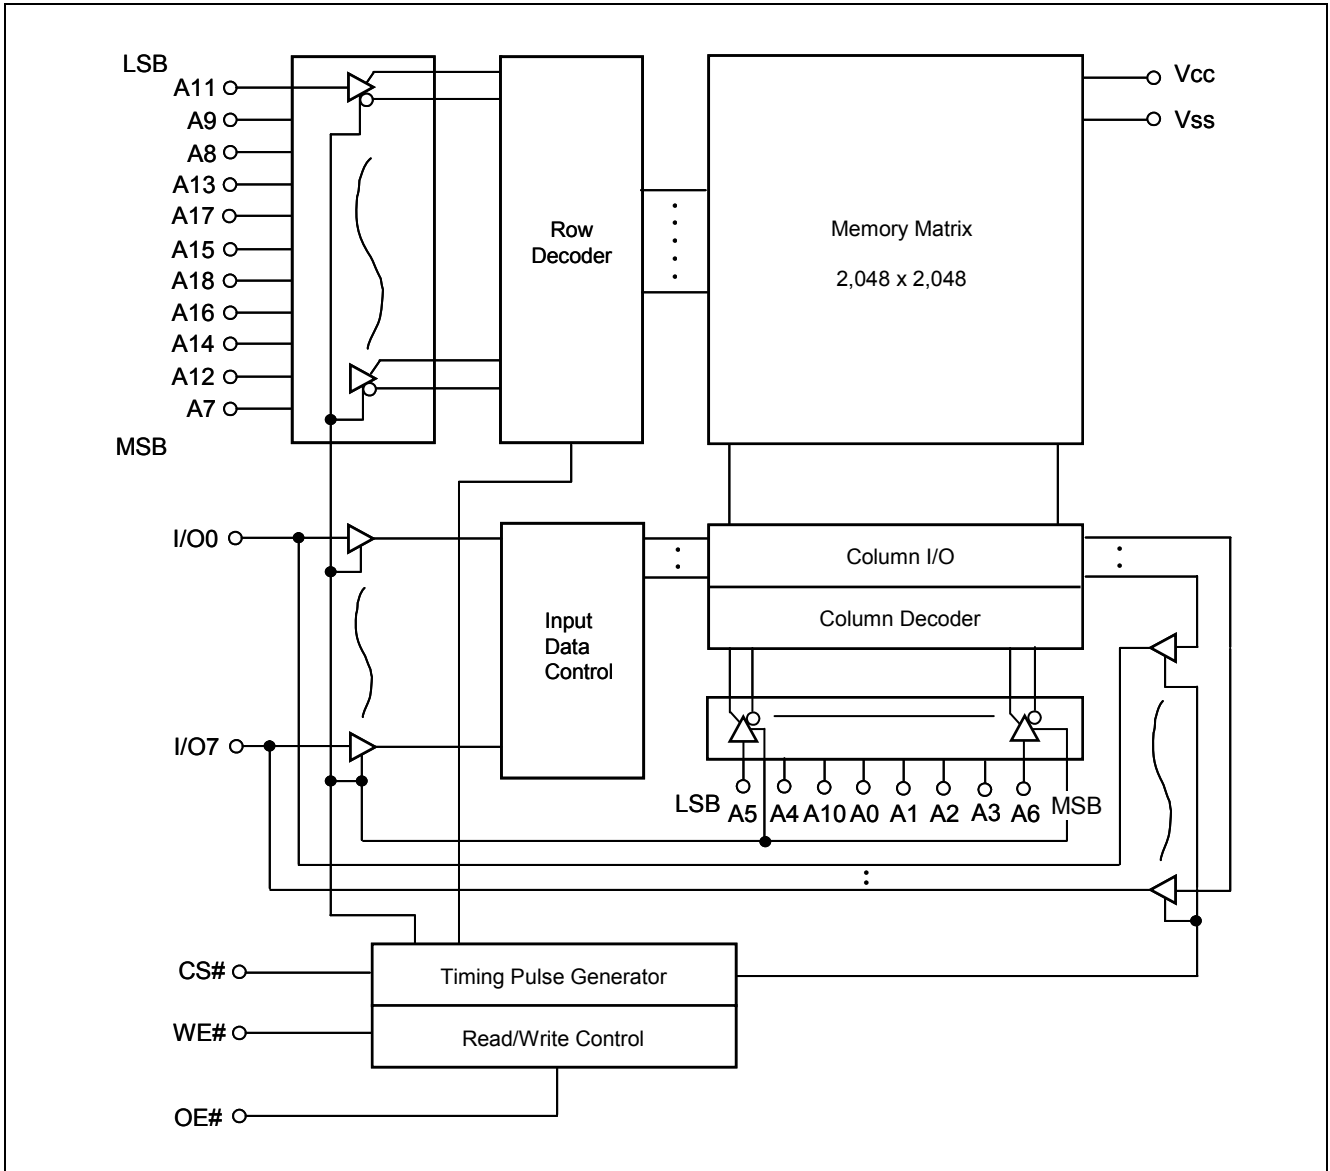 LSB
A11
A9
A8
A13
A17
A15
A18
A16
A14
A12
A7
MSB
Row
Decoder
Memory Matrix
2,048 x 2,048
Vcc
Vss
I/O0
I/O7
Input
Data
Control
Column I/O
Column Decoder
LSB A5 A4 A10 A0 A1 A2 A3 A6 MSB
CS#
WE#
OE#
Timing Pulse Generator
Read/Write Control